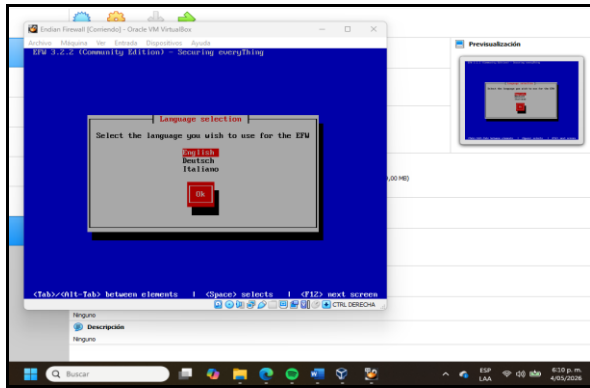 Endian Firewall [Corriendo] - Oracle VM VirtualBox
Archivo Máquina Ver Entrada Dispositivos Ayuda
EFW 3.2.2 (Community Edition) - Securing everyThing
Previsualización
Language selection
Select the language you wish to use for the EFW
English
Deutsch
Italiano
Ok
,00 MB)
<Tab>/<Alt-Tab> between elements | <Space> selects | <F12> next screen
CTRL DERECHA
Ninguno
Descripción
Ninguno
Buscar
ESP
LAA
6:10 p. m.
4/05/2026